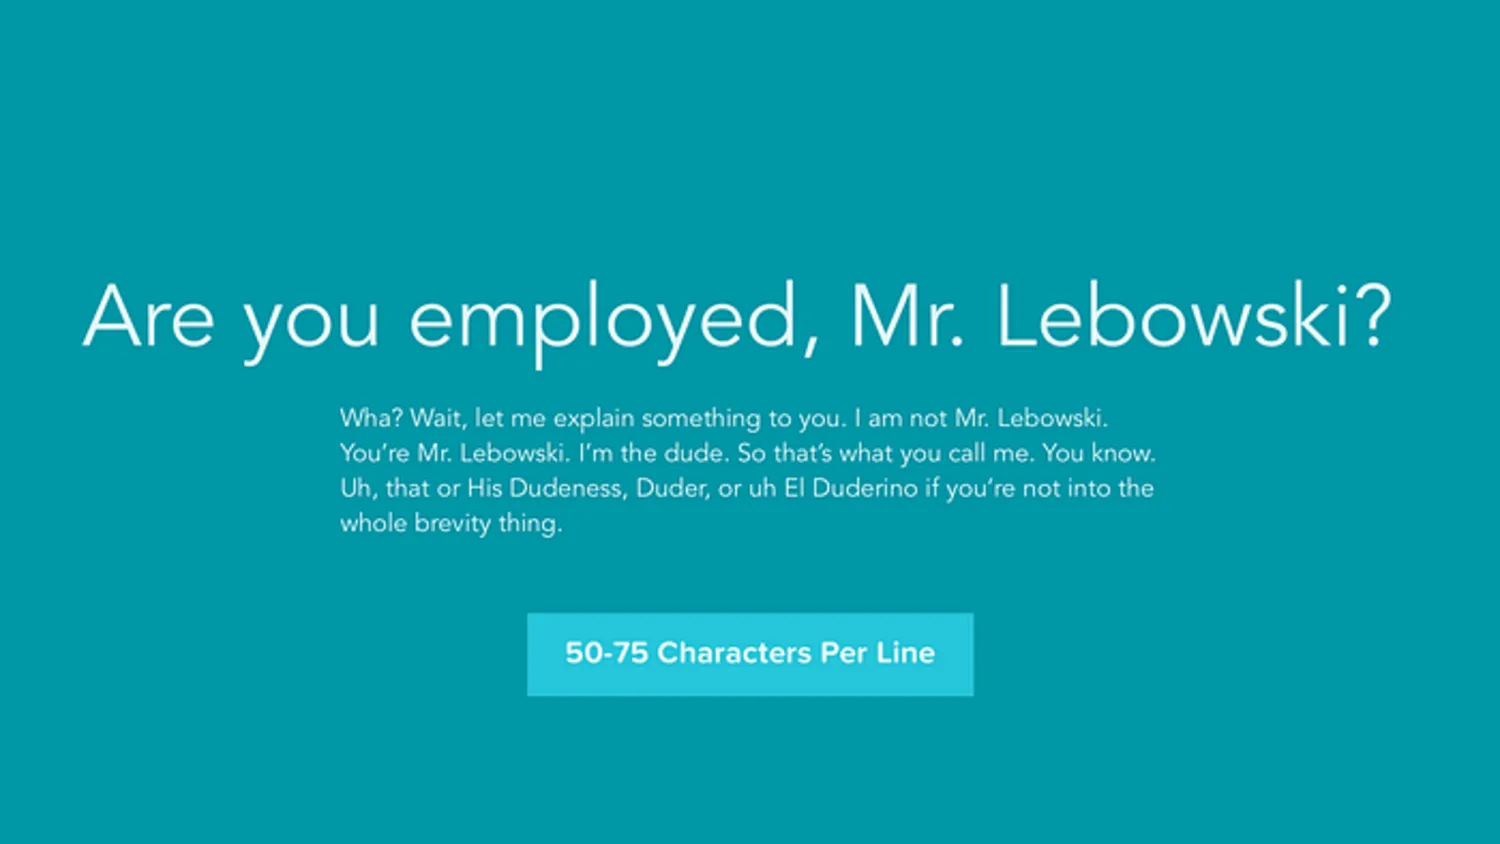 Are you employed, Mr. Lebowski?
Wha? Wait, let me explain something to you. I am not Mr. Lebowski.
You’re Mr. Lebowski. I’m the dude. So that’s what you call me. You know.
Uh, that or His Dudeness, Duder, or uh El Duderino if you’re not into the
whole brevity thing.
50-75 Characters Per Line